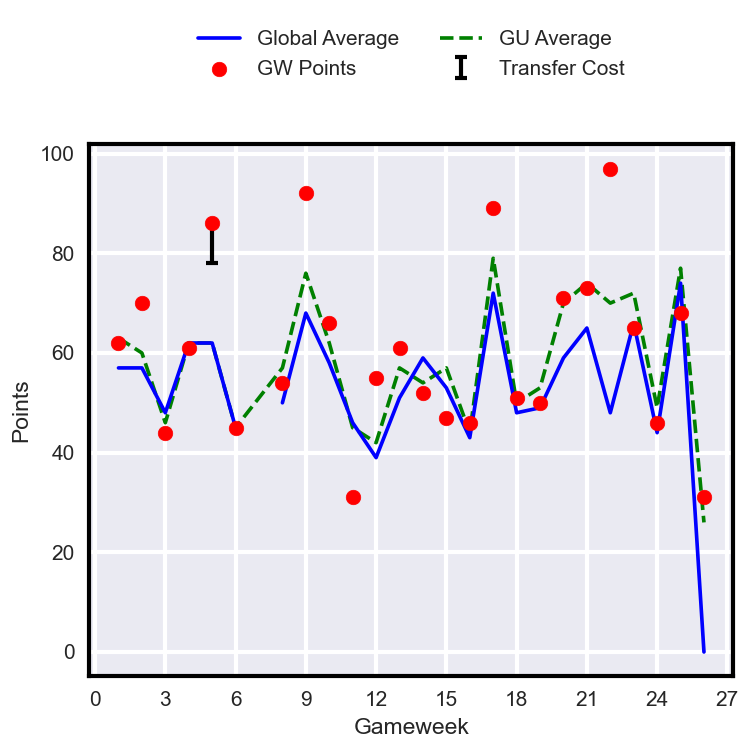 Global Average
GU Average
GW Points
Transfer Cost
100
80
60
40
20
0
Points
0 3 6 9 12 15 18 21 24 27
Gameweek